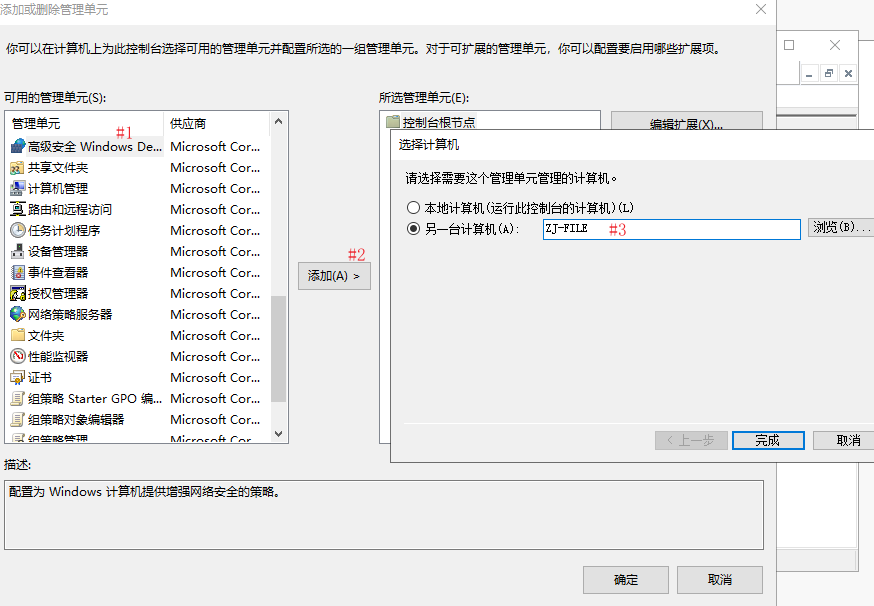 添加或删除管理单元
你可以在计算机上为此控制台选择可用的管理单元并配置所选的一组管理单元。对于可扩展的管理单元，你可以配置要启用哪些扩展项。
可用的管理单元(S):
管理单元 供应商
#1
高级安全 Windows De... Microsoft Cor...
共享文件夹 Microsoft Cor...
计算机管理 Microsoft Cor...
路由和远程访问 Microsoft Cor...
任务计划程序 Microsoft Cor...
设备管理器 Microsoft Cor...
事件查看器 Microsoft Cor...
授权管理器 Microsoft Cor...
网络策略服务器 Microsoft Cor...
文件夹 Microsoft Cor...
性能监视器 Microsoft Cor...
证书 Microsoft Cor...
组策略 Starter GPO 编... Microsoft Cor...
组策略对象编辑器 Microsoft Cor...
组策略管理 Microsoft Cor...
#2
添加(A) >
所选管理单元(E):
控制台根节点
编辑扩展(X)...
选择计算机
请选择需要这个管理单元管理的计算机。
本地计算机(运行此控制台的计算机)(L)
另一台计算机(A): ZJ-FILE #3 浏览(B)...
< 上一步 完成 取消
描述:
配置为 Windows 计算机提供增强网络安全的策略。
确定 取消